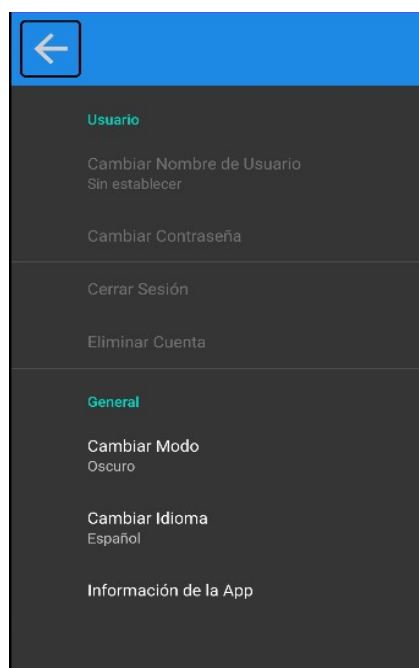 Usuario
Cambiar Nombre de Usuario
Sin establecer
Cambiar Contraseña
Cerrar Sesión
Eliminar Cuenta
General
Cambiar Modo
Oscuro
Cambiar Idioma
Español
Información de la App